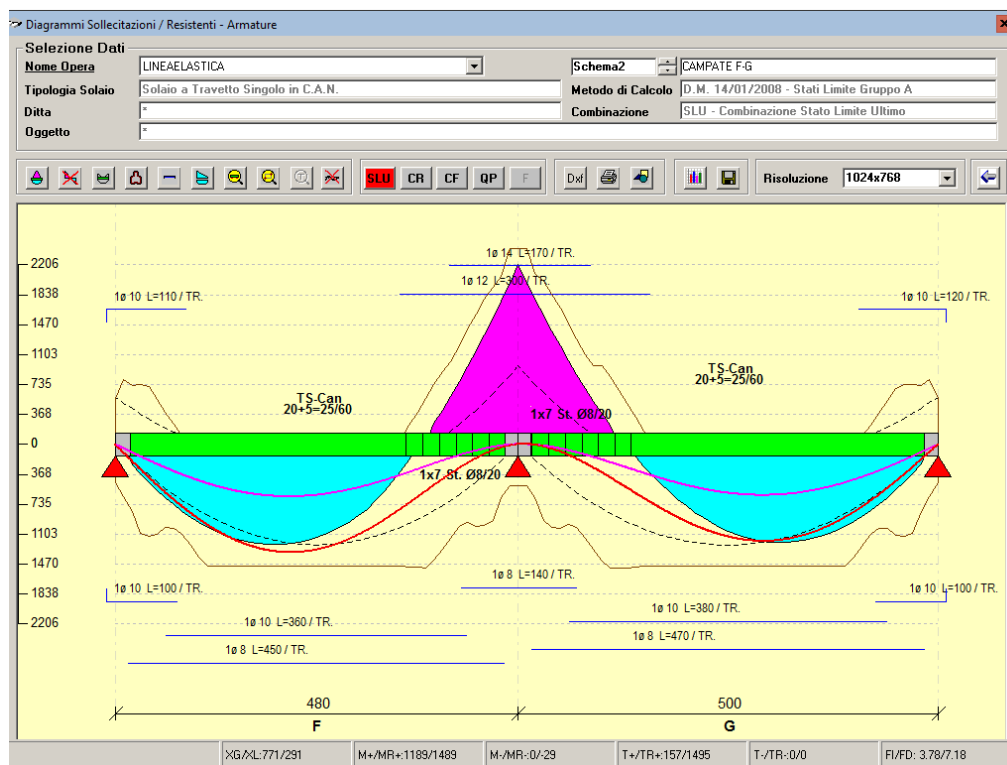 Diagrammi Sollecitazioni / Resistenti - Armature
Selezione Dati
Nome Opera LINEAELASTICA Schema2 CAMPATE F-G
Tipologia Solaio Solaio a Travetto Singolo in C.A.N. Metodo di Calcolo D.M. 14/01/2008 - Stati Limite Gruppo A
Ditta * Combinazione SLU - Combinazione Stato Limite Ultimo
Oggetto *
SLU CR CF QP F Dxf Risoluzione 1024x768
1ø 14 L=170/ TR.
2206
1ø 12 L=300/ TR.
1838
1ø 10 L=110/ TR. 1ø 10 L=120/ TR.
1470
1103
TS-Can
20+5=25/60
735
TS-Can
20+5=25/60
368
1x7 St. Ø8/20
0
368
1x7 St. Ø8/20
735
1103
1470
1ø 8 L=140/ TR.
1838
1ø 10 L=100/ TR. 1ø 10 L=100/ TR.
1ø 10 L=380/ TR.
2206
1ø 10 L=360/ TR.
1ø 8 L=470/ TR.
1ø 8 L=450/ TR.
480 500
F G
XG/XL:771/291 M+/MR+:1189/1489 M-/MR-:0/-29 T+/TR+:157/1495 T-/TR-:0/0 FI/FD: 3.78/7.18